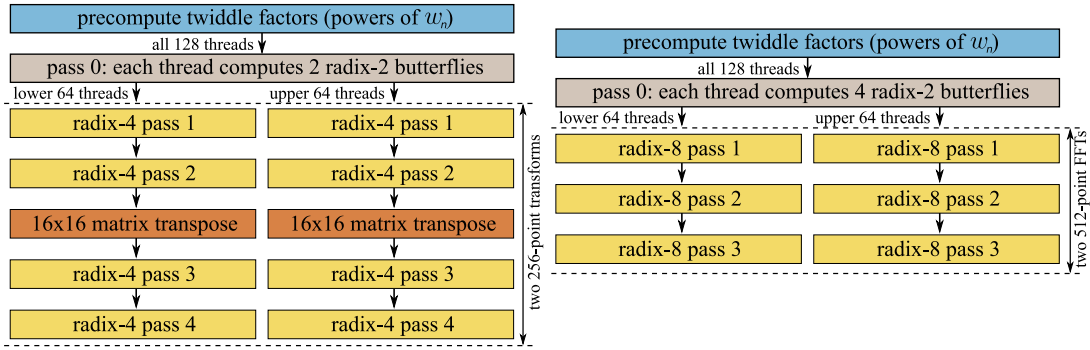 precompute twiddle factors (powers of wₙ)
all 128 threads
pass 0: each thread computes 2 radix-2 butterflies
lower 64 threads
upper 64 threads
radix-4 pass 1
radix-4 pass 1
radix-4 pass 2
radix-4 pass 2
16x16 matrix transpose
16x16 matrix transpose
radix-4 pass 3
radix-4 pass 3
radix-4 pass 4
radix-4 pass 4
two 256-point transforms
precompute twiddle factors (powers of wₙ)
all 128 threads
pass 0: each thread computes 4 radix-2 butterflies
lower 64 threads
upper 64 threads
radix-8 pass 1
radix-8 pass 1
radix-8 pass 2
radix-8 pass 2
radix-8 pass 3
radix-8 pass 3
two 512-point FFTs